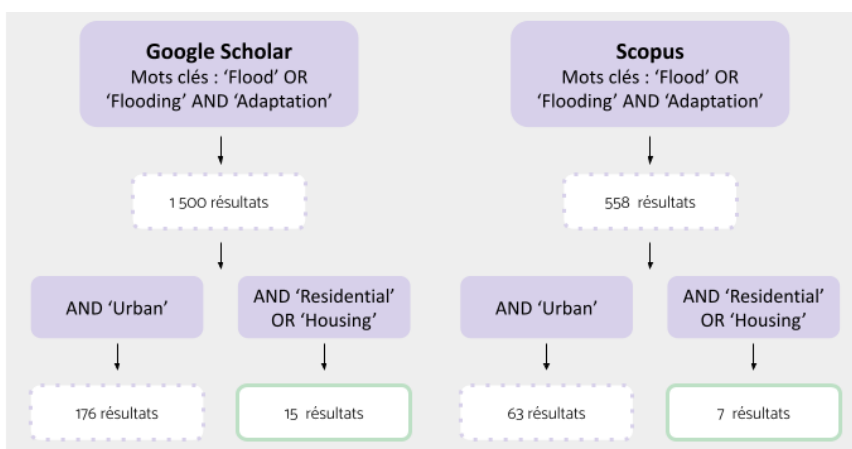 Google Scholar
Mots clés : ‘Flood’ OR
‘Flooding’ AND ‘Adaptation’
1 500 résultats
AND ‘Urban’
AND ‘Residential’
OR ‘Housing’
176 résultats
15 résultats
Scopus
Mots clés : ‘Flood’ OR
‘Flooding’ AND ‘Adaptation’
558 résultats
AND ‘Urban’
AND ‘Residential’
OR ‘Housing’
63 résultats
7 résultats